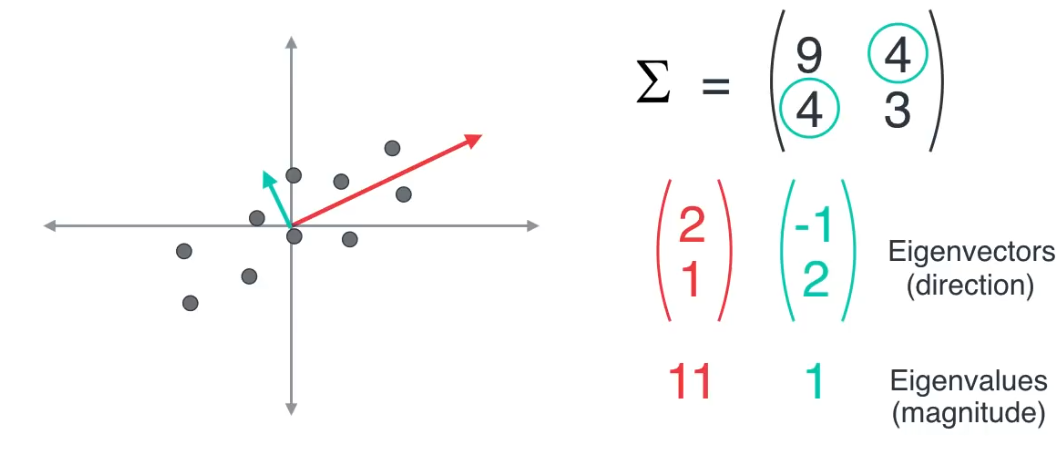 Σ = ( 9 4
4 3 )
( 2 1 ) ( -1 2 ) Eigenvectors
(direction)
11 1 Eigenvalues
(magnitude)